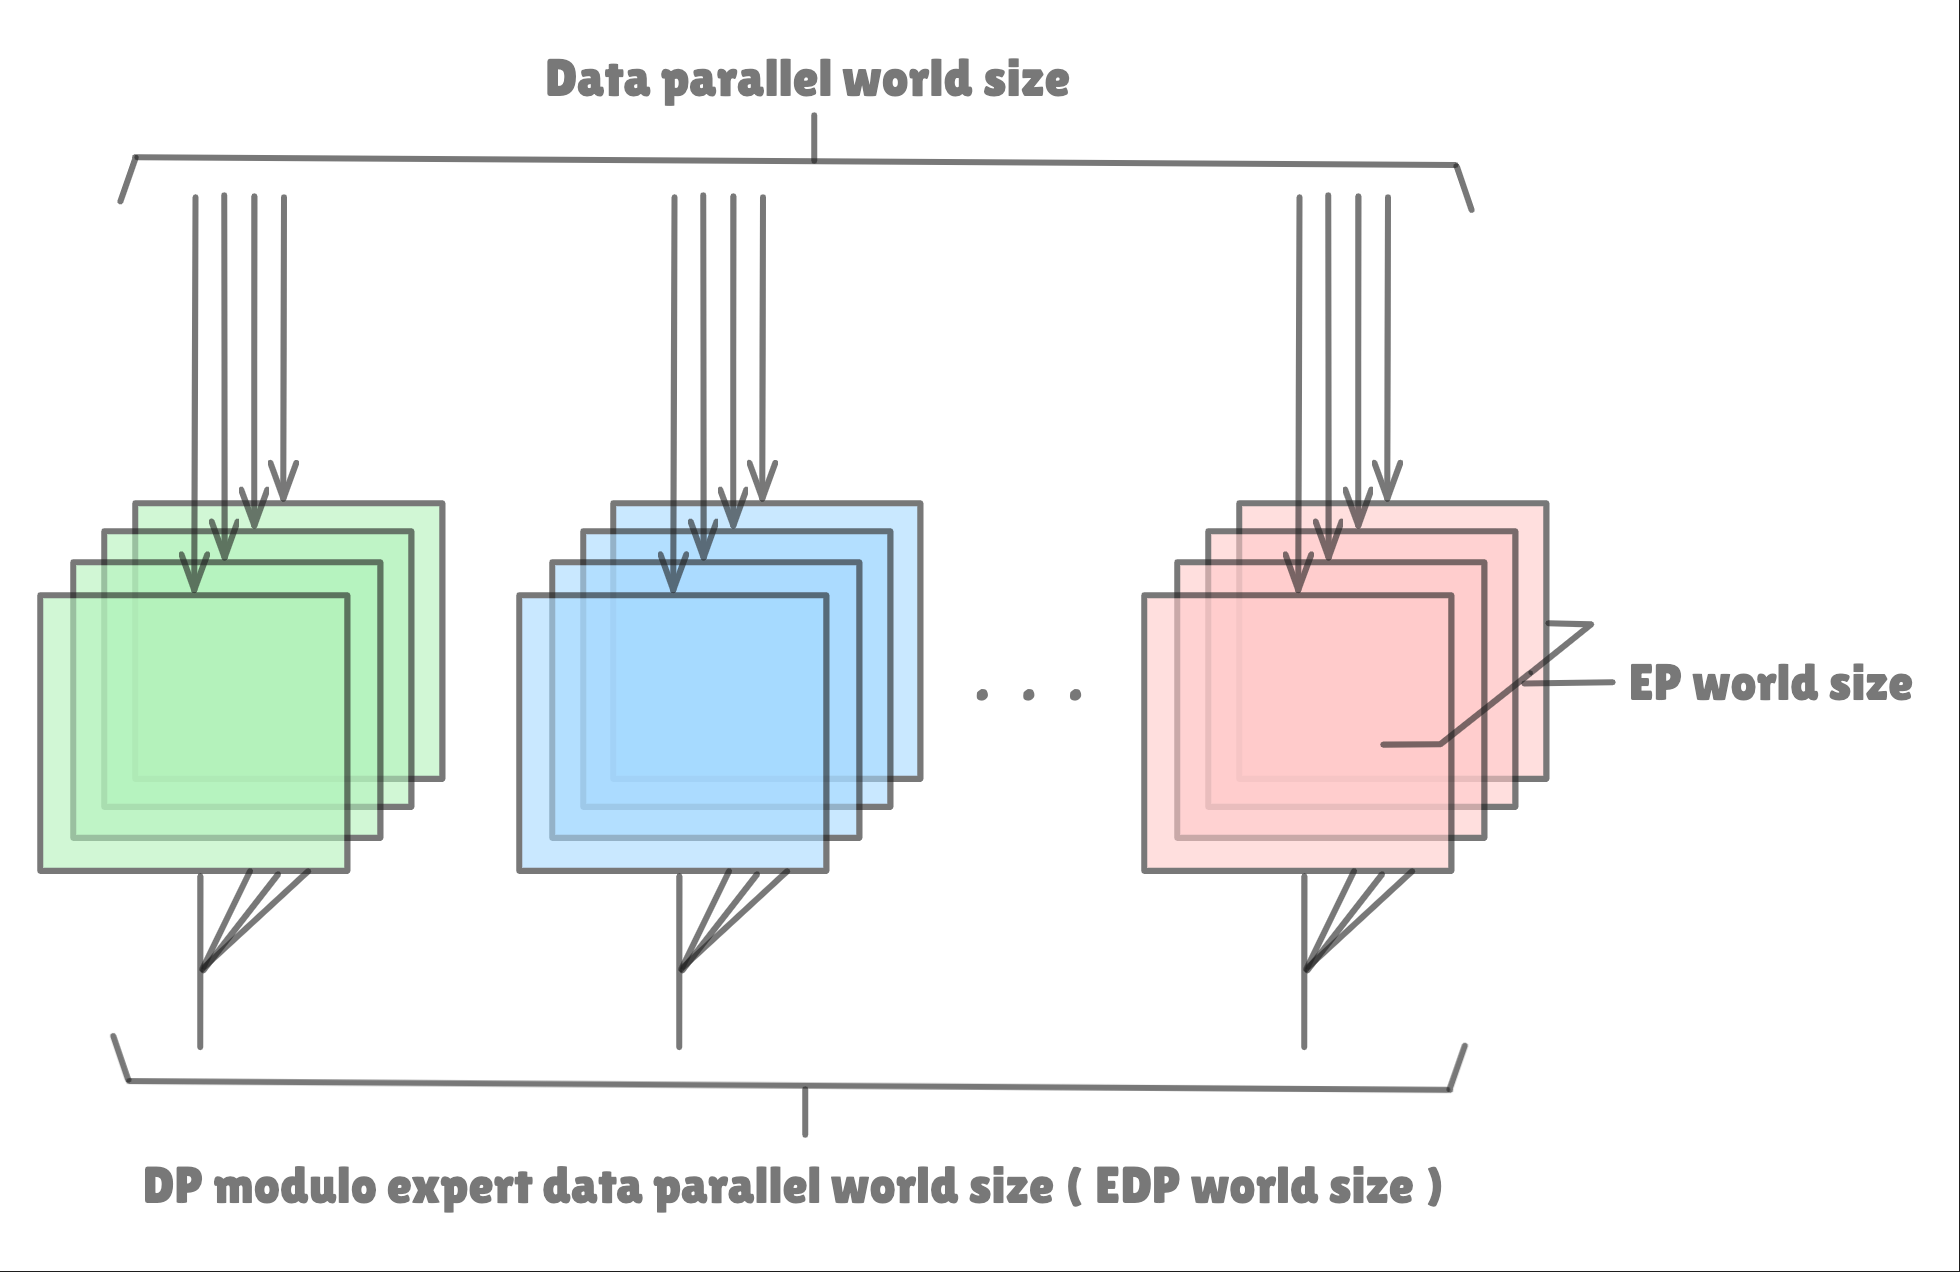 Data parallel world size
. . .
EP world size
DP modulo expert data parallel world size ( EDP world size )